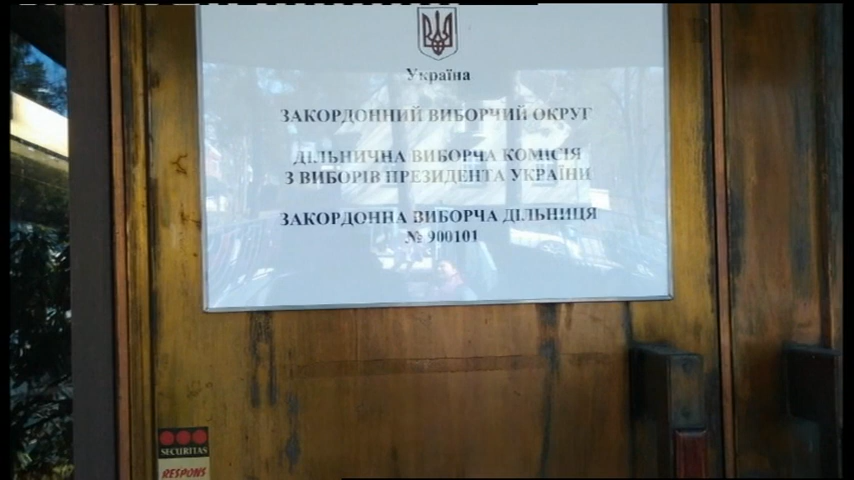 Україна
ЗАКОРДОННИЙ ВИБОРЧИЙ ОКРУГ
ДІЛЬНИЧНА ВИБОРЧА КОМІСІЯ
З ВИБОРІВ ПРЕЗИДЕНТА УКРАЇНИ
ЗАКОРДОННА ВИБОРЧА ДІЛЬНИЦЯ
№ 900101
SECURITAS
RESPONS